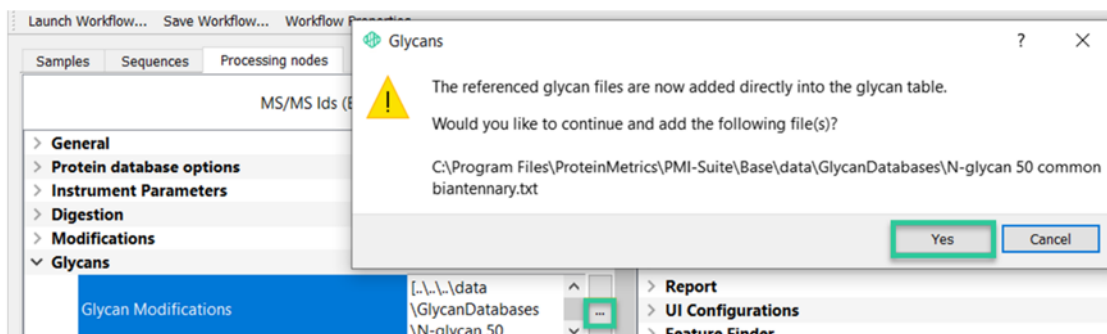 Launch Workflow... Save Workflow... Workflow Properties...
Glycans ? ×
Samples Sequences Processing nodes
The referenced glycan files are now added directly into the glycan table.
MS/MS Ids (
Would you like to continue and add the following file(s)?
General
C:\Program Files\ProteinMetrics\PMI-Suite\Base\data\GlycanDatabases\N-glycan 50 common
Protein database options
biantennary.txt
Instrument Parameters
Digestion
Modifications
Yes Cancel
Glycans
Glycan Modifications
[..\..\..\data
\GlycanDatabases
\N-glycan 50
...
Report
UI Configurations
Feature Finder